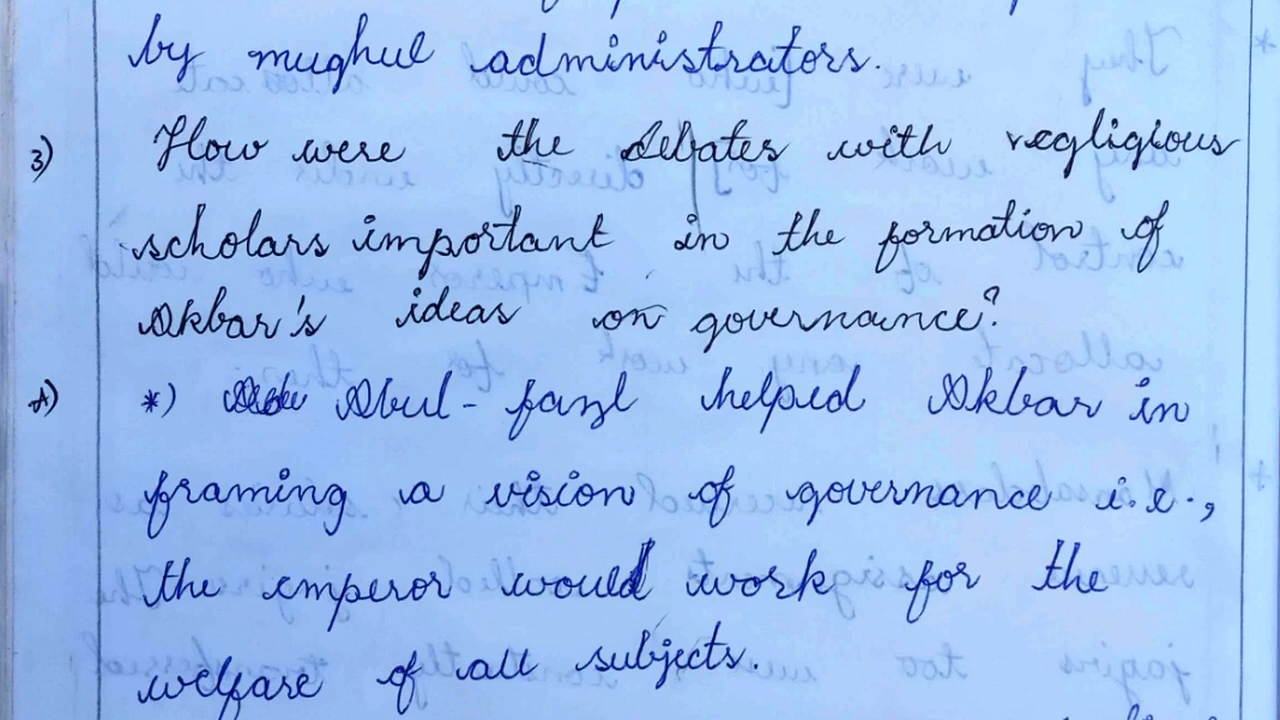 by mughul administrators.
3) How were the debates with regligious
scholars important in the formation of
Akbar's ideas on governance?
A) *) Abul-fazl helped Akbar in
framing a vision of governance i.e.,
the emperor would work for the
welfare of all subjects.